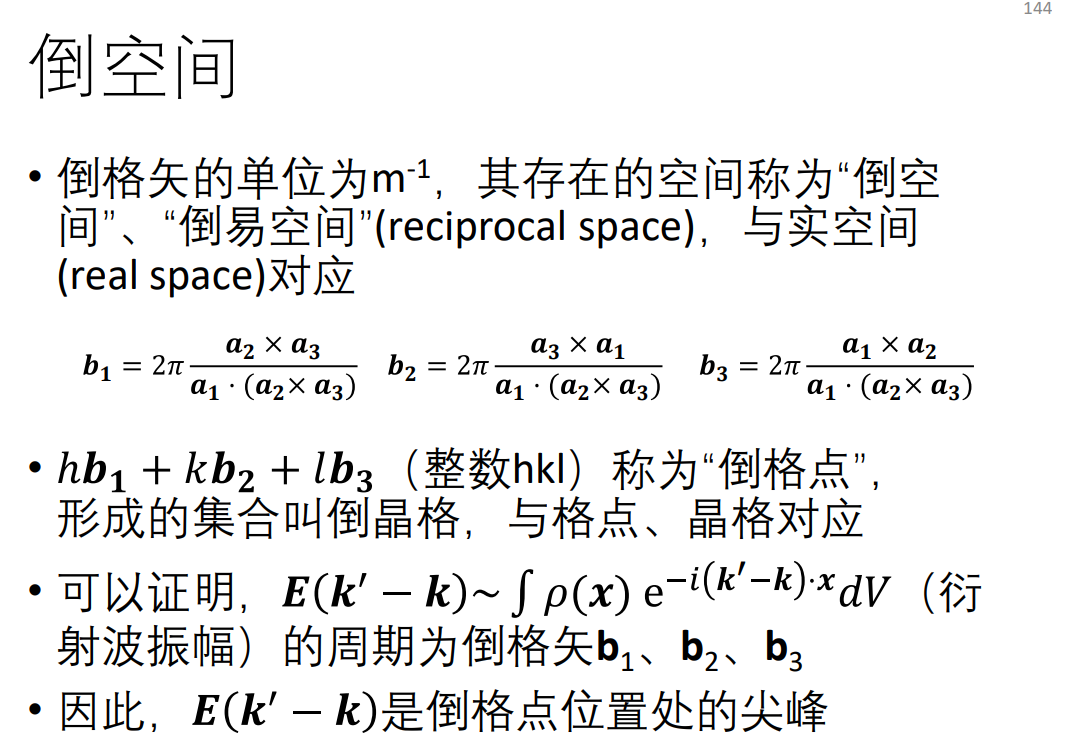 144
倒空间
• 倒格矢的单位为m⁻¹，其存在的空间称为“倒空
间”、“倒易空间”(reciprocal space)，与实空间
(real space)对应
b₁ = 2π (a₂ × a₃)/(a₁ · (a₂× a₃)) b₂ = 2π (a₃ × a₁)/(a₁ · (a₂× a₃)) b₃ = 2π (a₁ × a₂)/(a₁ · (a₂× a₃))
• hb₁ + kb₂ + lb₃（整数hkl）称为“倒格点”，
形成的集合叫倒晶格，与格点、晶格对应
• 可以证明，E(k′ − k)~ ∫ ρ(x) e^{−i(k′−k)·x}dV（衍
射波振幅）的周期为倒格矢b₁、b₂、b₃
• 因此，E(k′ − k)是倒格点位置处的尖峰